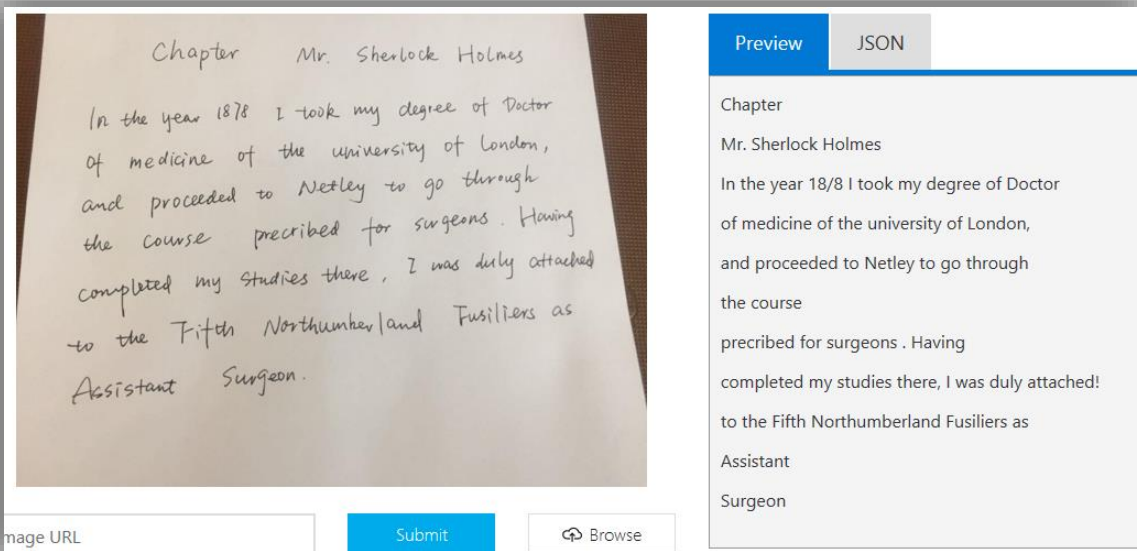 Chapter Mr. Sherlock Holmes
In the year 1878 I took my degree of Doctor
of medicine of the university of London,
and proceeded to Netley to go through
the course precribed for surgeons. Having
completed my studies there, I was duly attached
to the Fifth Northumberland Fusiliers as
Assistant Surgeon.
mage URL
Submit
Browse
Preview JSON
Chapter
Mr. Sherlock Holmes
In the year 18/8 I took my degree of Doctor
of medicine of the university of London,
and proceeded to Netley to go through
the course
precribed for surgeons . Having
completed my studies there, I was duly attached!
to the Fifth Northumberland Fusiliers as
Assistant
Surgeon